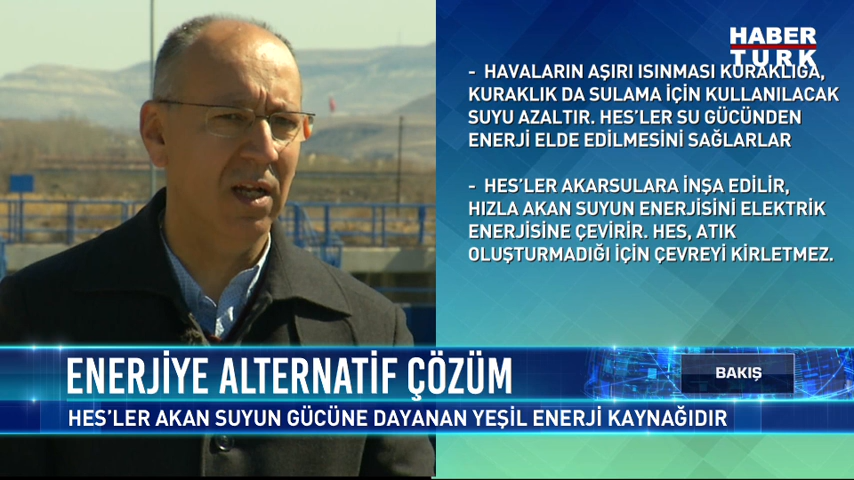 HABER
TÜRK
- HAVALARIN AŞIRI ISINMASI KURAKLIĞA,
KURAKLIK DA SULAMA İÇİN KULLANILACAK
SUYU AZALTIR. HES'LER SU GÜCÜNDEN
ENERJİ ELDE EDİLMESİNİ SAĞLARLAR
- HES'LER AKARSULARA İNŞA EDİLİR,
HIZLA AKAN SUYUN ENERJİSİNİ ELEKTRİK
ENERJİSİNE ÇEVİRİR. HES, ATIK
OLUŞTURMADIĞI İÇİN ÇEVREYİ KİRLETMEZ.
ENERJİYE ALTERNATİF ÇÖZÜM
BAKIŞ
HES'LER AKAN SUYUN GÜCÜNE DAYANAN YEŞİL ENERJİ KAYNAĞIDIR